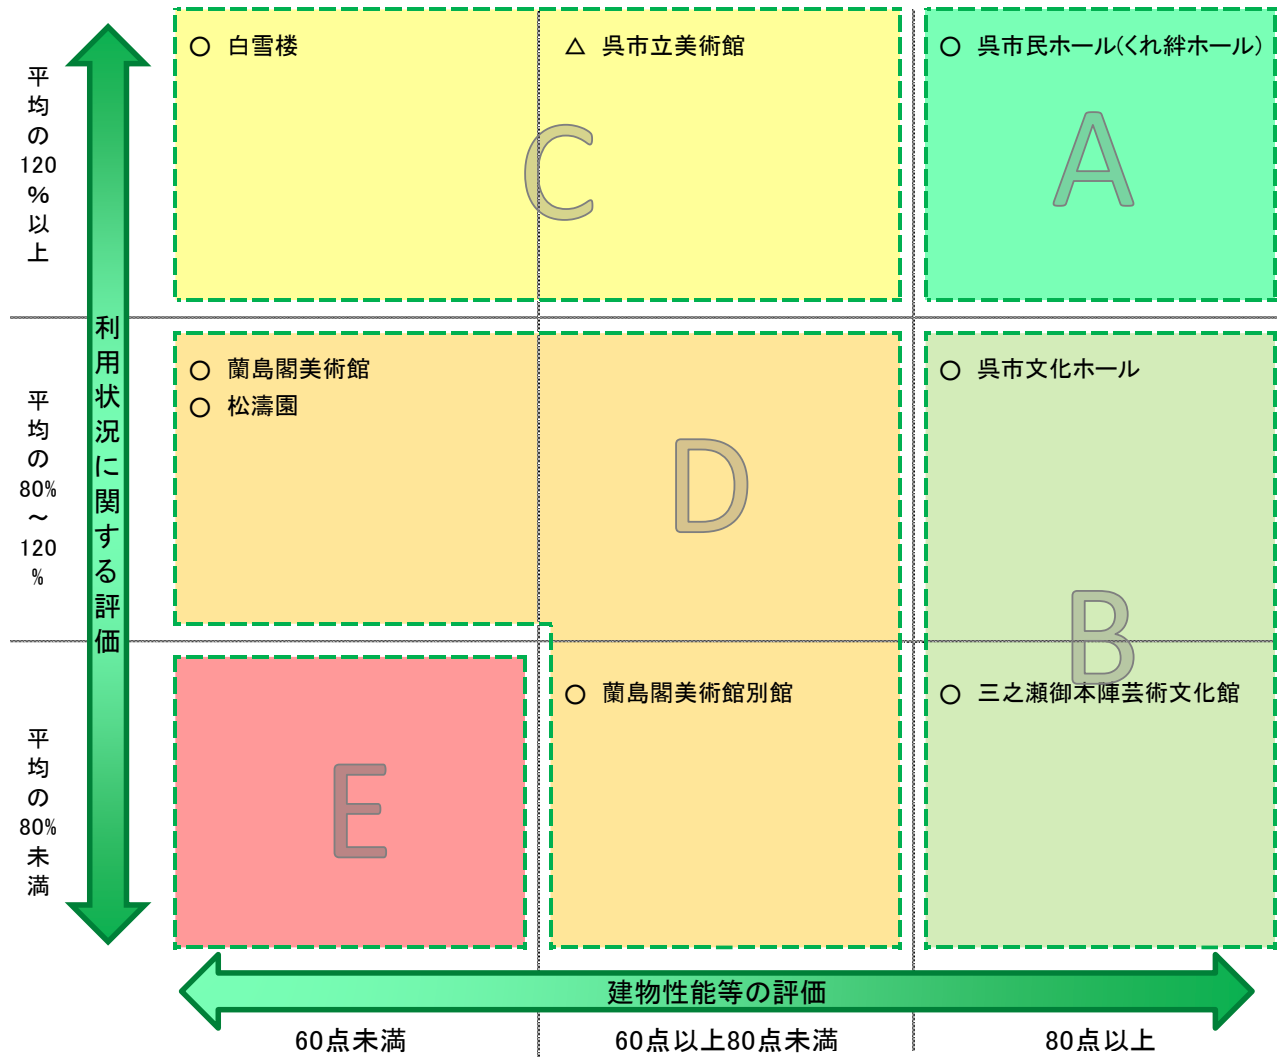 平均の120%以上
○ 白雪楼
△ 呉市立美術館
○ 呉市民ホール(くれ絆ホール)
C
A
利用状況に関する評価
平均の80%～120%
○ 蘭島閣美術館
○ 松濤園
○ 呉市文化ホール
D
B
平均の80%未満
○ 蘭島閣美術館別館
○ 三之瀬御本陣芸術文化館
E
建物性能等の評価
60点未満
60点以上80点未満
80点以上